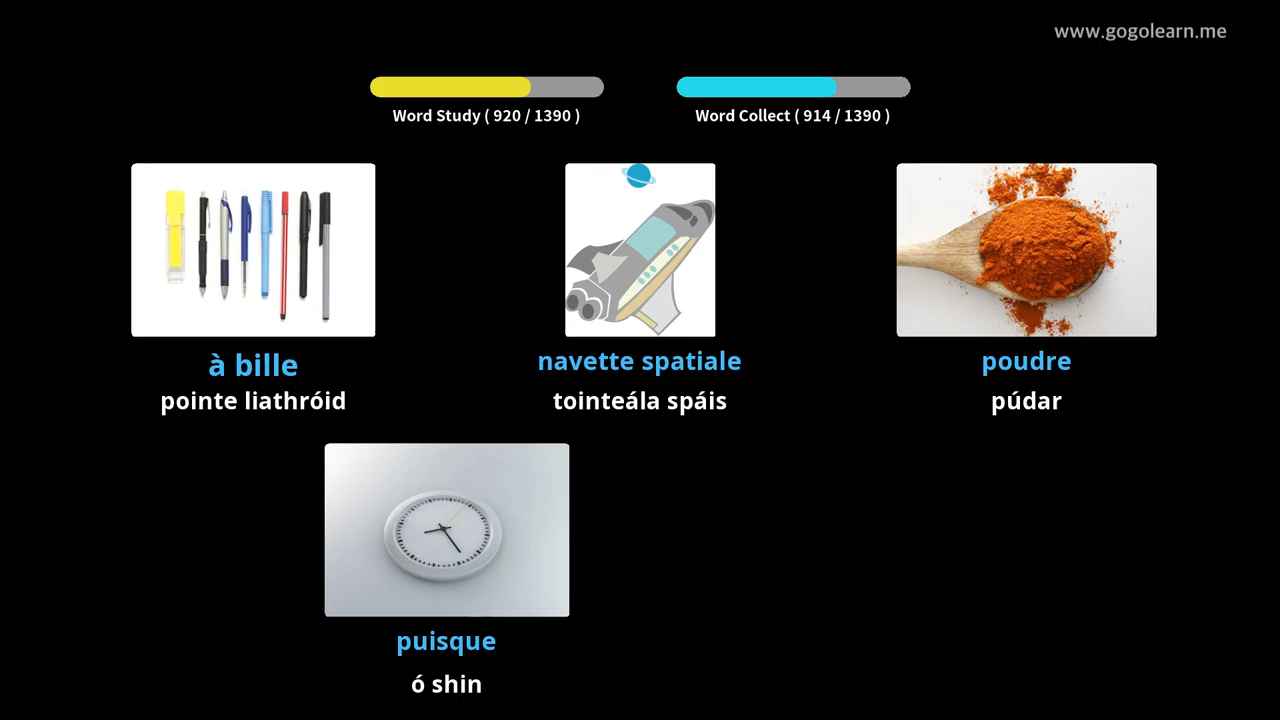 www.gogolearn.me
Word Study ( 920 / 1390 )
Word Collect ( 914 / 1390 )
à bille
pointe liathróid
navette spatiale
tointeála spáis
poudre
púdar
puisque
ó shin